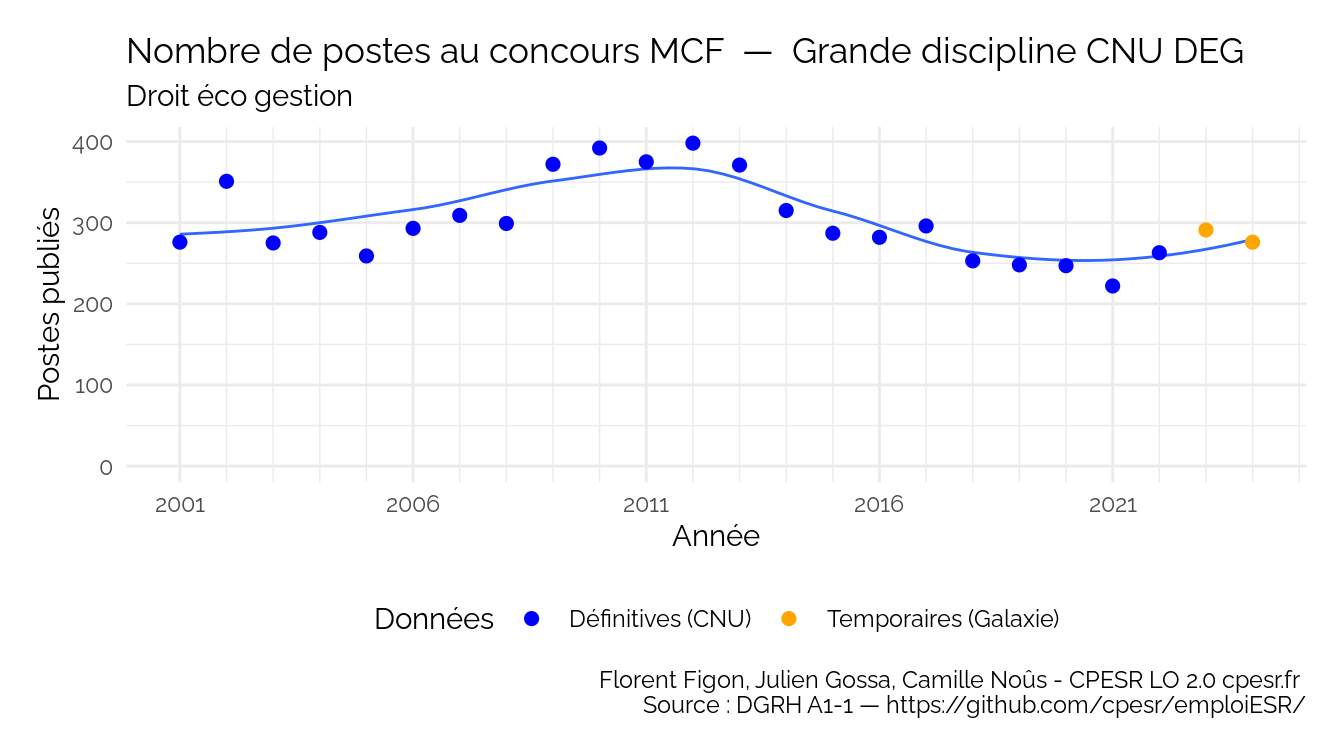 Nombre de postes au concours MCF — Grande discipline CNU DEG
Droit éco gestion
Postes publiés
400
300
200
100
0
2001 2006 2011 2016 2021
Année
Données Définitives (CNU) Temporaires (Galaxie)
Florent Figon, Julien Gossa, Camille Noûs - CPESR LO 2.0 cpesr.fr
Source : DGRH A1-1 — https://github.com/cpesr/emploiESR/